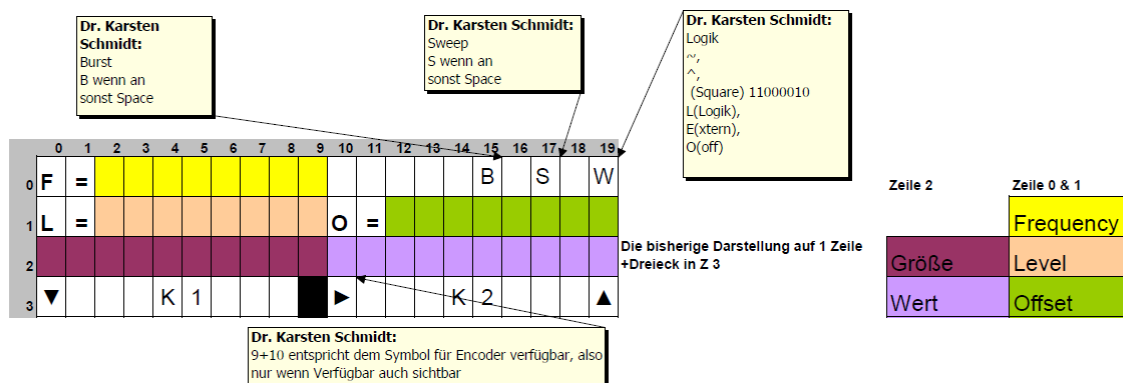 Dr. Karsten
Schmidt:
Burst
B wenn an
sonst Space
Dr. Karsten Schmidt:
Sweep
S wenn an
sonst Space
Dr. Karsten Schmidt:
Logik
~,
^,
(Square) 11000010
L(Logik),
E(xtern),
O(off)
0 1 2 3 4 5 6 7 8 9 10 11 12 13 14 15 16 17 18 19
0 F = B S W
1 L = O =
2
3 ▼ K 1 ► K 2 ▲
Die bisherige Darstellung auf 1 Zeile
+Dreieck in Z 3
Zeile 2 Zeile 0 & 1
Frequency
Größe Level
Wert Offset
Dr. Karsten Schmidt:
9+10 entspricht dem Symbol für Encoder verfügbar, also
nur wenn Verfügbar auch sichtbar